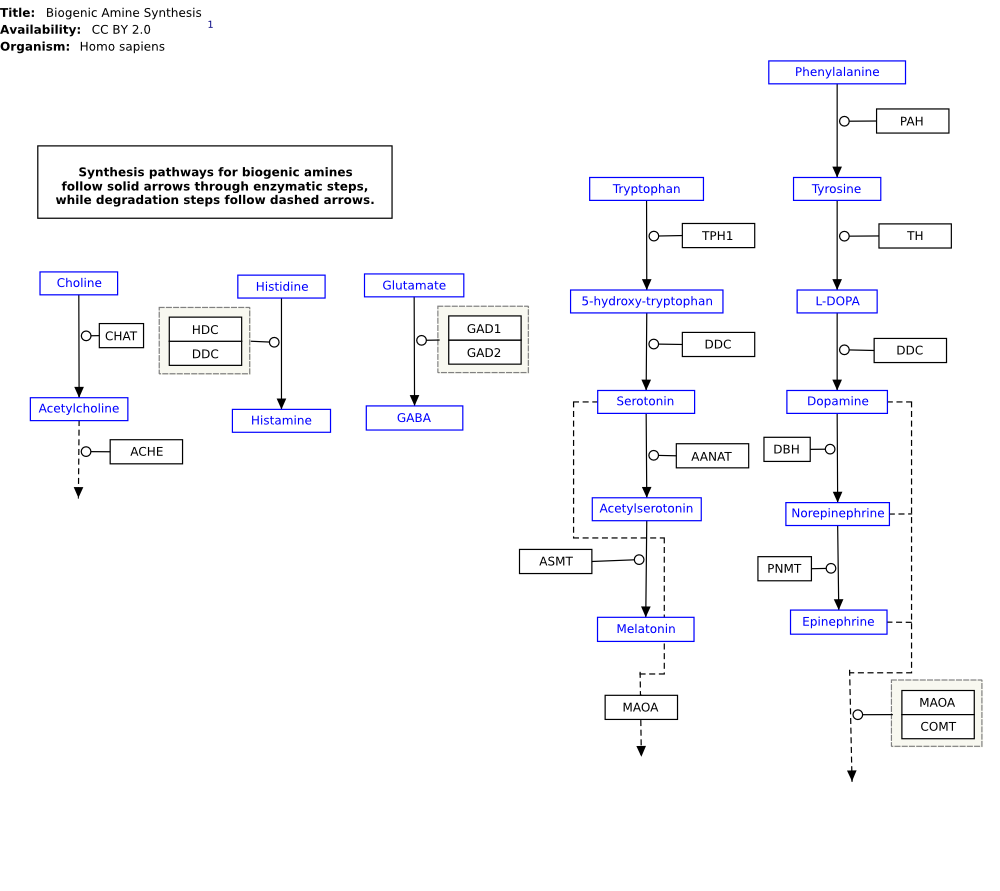 Title: Biogenic Amine Synthesis
Availability: CC BY 2.0 1
Organism: Homo sapiens
Phenylalanine
PAH
Synthesis pathways for biogenic amines
follow solid arrows through enzymatic steps,
while degradation steps follow dashed arrows.
Tryptophan
Tyrosine
TPH1
TH
Choline
Histidine
Glutamate
5-hydroxy-tryptophan
L-DOPA
CHAT
HDC
DDC
GAD1
GAD2
DDC
DDC
Acetylcholine
Histamine
GABA
Serotonin
Dopamine
ACHE
AANAT
DBH
Acetylserotonin
Norepinephrine
ASMT
PNMT
Melatonin
Epinephrine
MAOA
MAOA
COMT